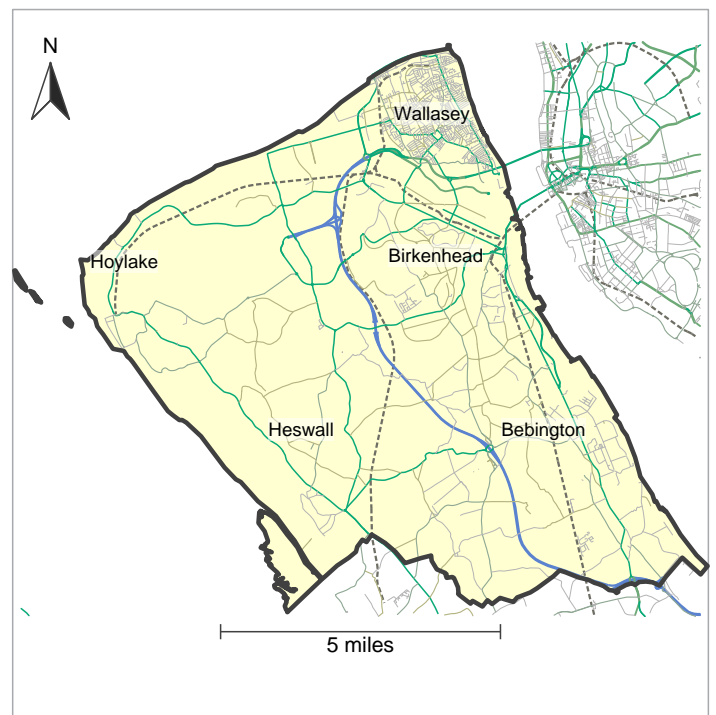 N
Wallasey
Birkenhead
Hoylake
Heswall
Bebington
5 miles